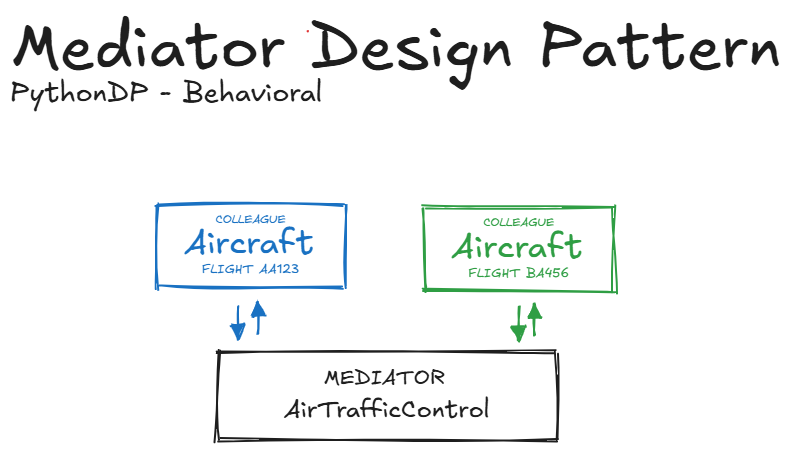 Mediator Design Pattern
PythonDP - Behavioral
COLLEAGUE
Aircraft
FLIGHT AA123
COLLEAGUE
Aircraft
FLIGHT BA456
MEDIATOR
AirTrafficControl